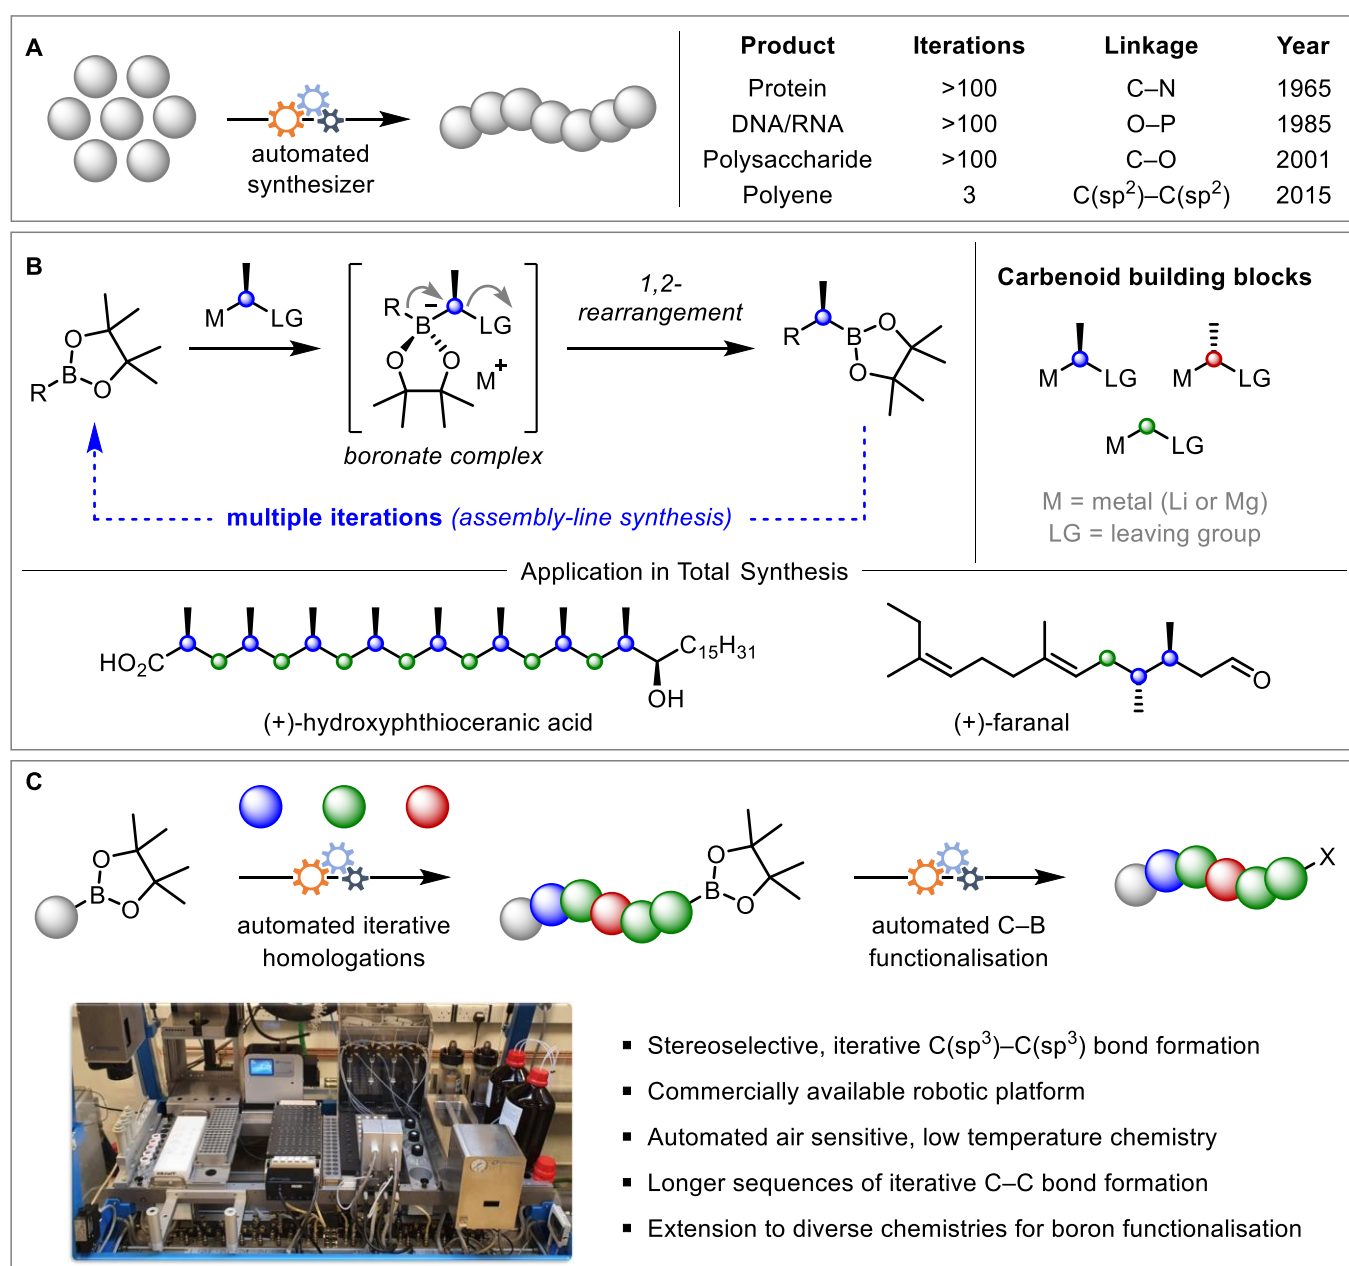 A
automated
synthesizer
Product Iterations Linkage Year
Protein >100 C–N 1965
DNA/RNA >100 O–P 1985
Polysaccharide >100 C–O 2001
Polyene 3 C(sp²)–C(sp²) 2015
B
R B O O
M LG
R B − LG
O O M+
boronate complex
1,2-
rearrangement
R B O O
multiple iterations (assembly-line synthesis)
Carbenoid building blocks
M LG M LG
M LG
M = metal (Li or Mg)
LG = leaving group
Application in Total Synthesis
HO₂C C₁₅H₃₁
OH
(+)-hydroxyphthioceranic acid
O
(+)-faranal
C
B O O
automated iterative
homologations
B O O
automated C–B
functionalisation
X
▪ Stereoselective, iterative C(sp³)–C(sp³) bond formation
▪ Commercially available robotic platform
▪ Automated air sensitive, low temperature chemistry
▪ Longer sequences of iterative C–C bond formation
▪ Extension to diverse chemistries for boron functionalisation